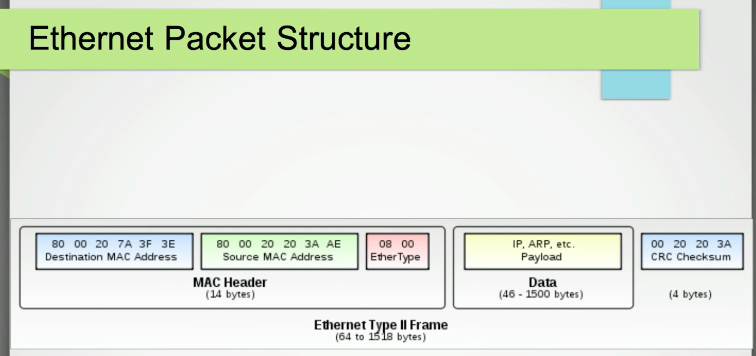 Ethernet Packet Structure
80 00 20 7A 3F 3E
Destination MAC Address
80 00 20 20 3A AE
Source MAC Address
08 00
EtherType
MAC Header
(14 bytes)
IP, ARP, etc.
Payload
Data
(46 - 1500 bytes)
00 20 20 3A
CRC Checksum
(4 bytes)
Ethernet Type II Frame
(64 to 1518 bytes)